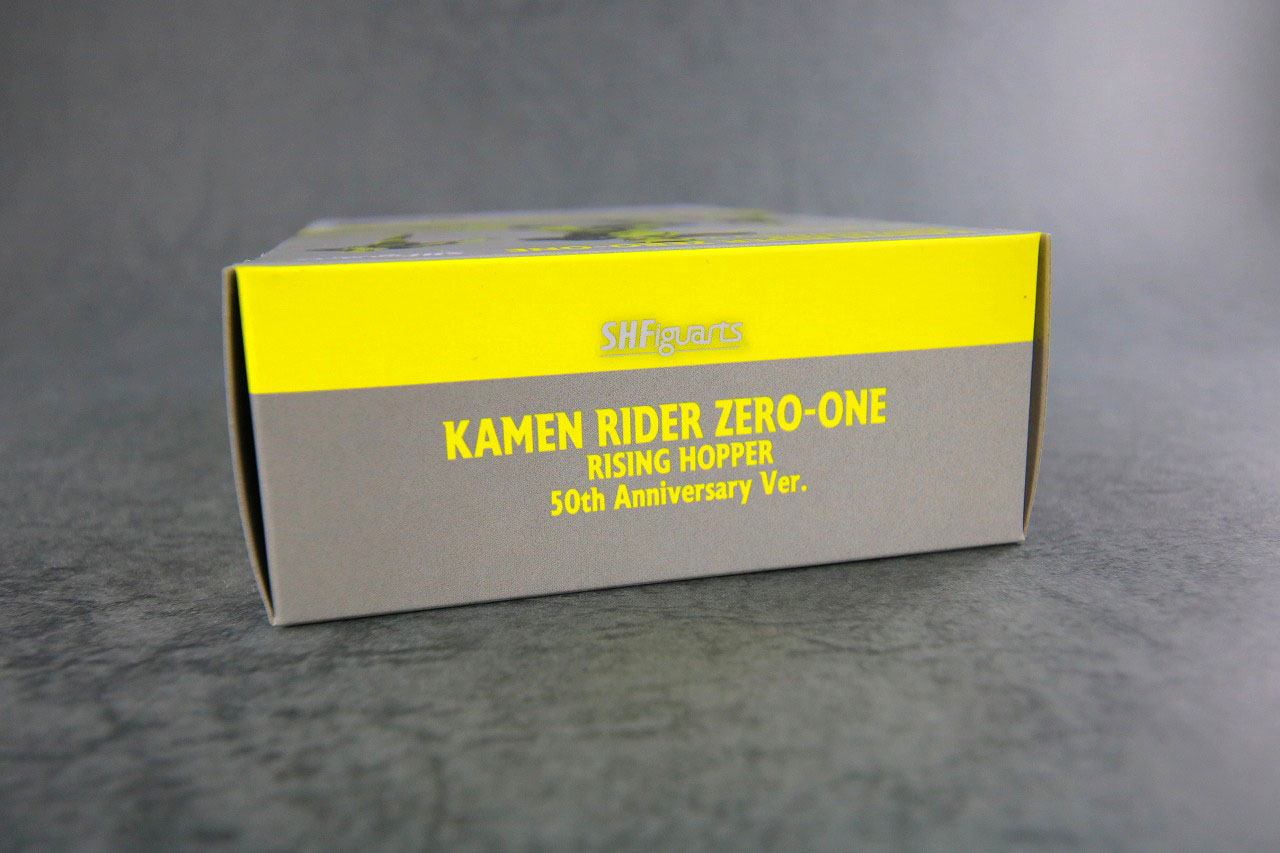 SHFiguarts
KAMEN RIDER ZERO-ONE
RISING HOPPER
50th Anniversary Ver.